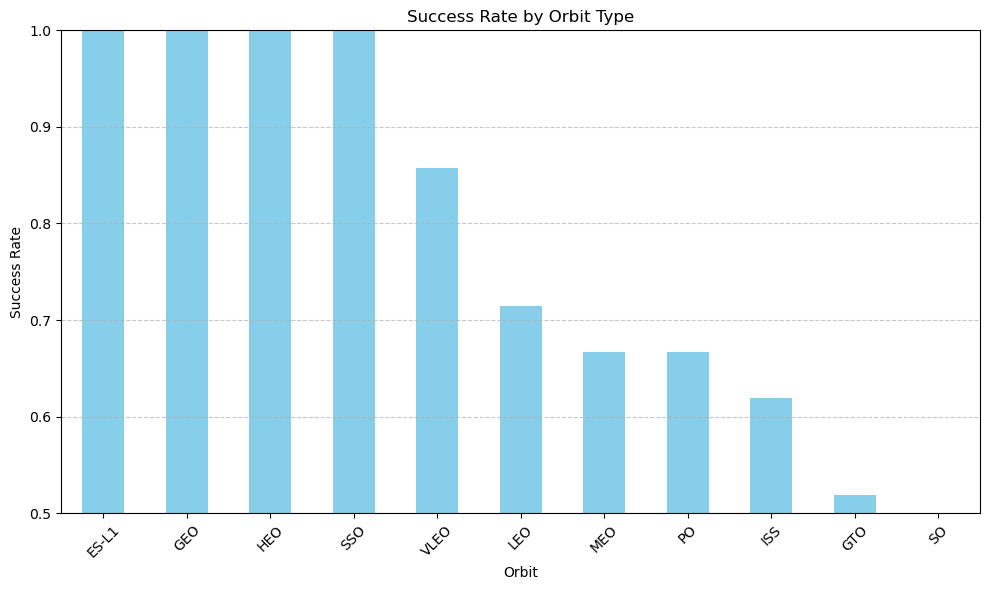 Success Rate by Orbit Type
Success Rate
1.0
0.9
0.8
0.7
0.6
0.5
ES-L1
GEO
HEO
SSO
VLEO
LEO
MEO
PO
ISS
GTO
SO
Orbit